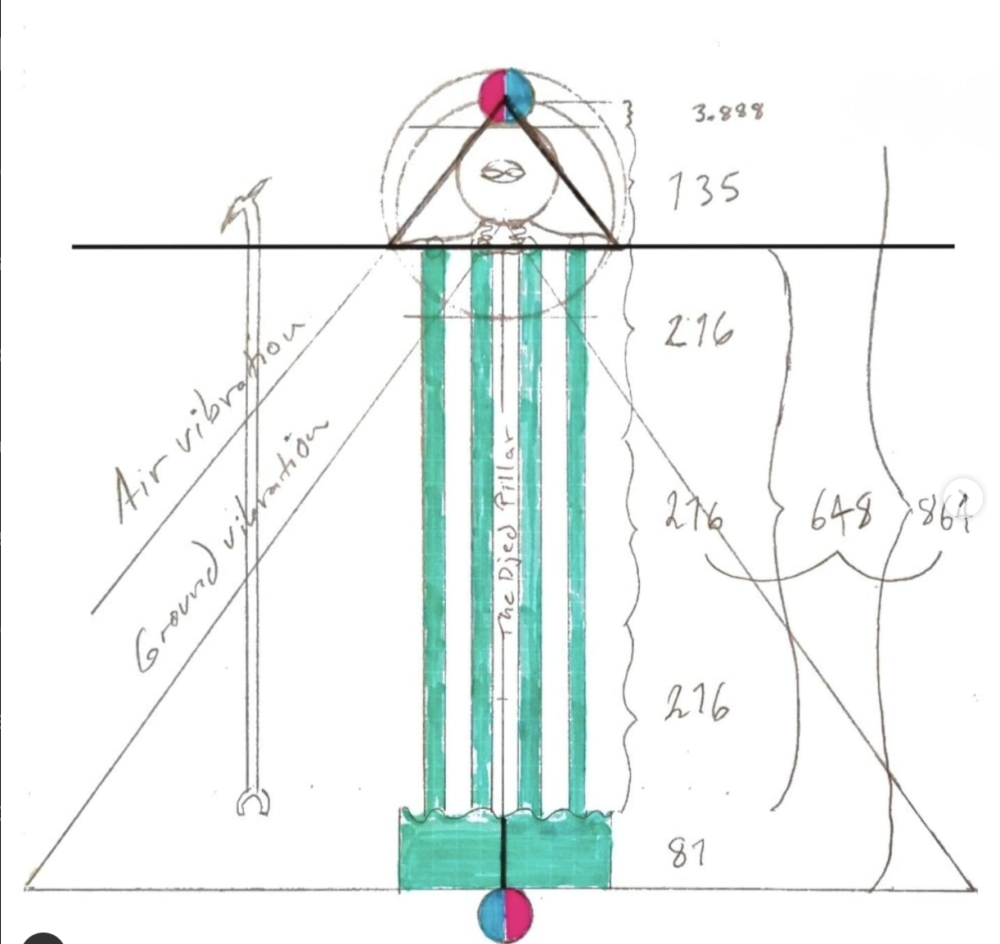 3.888
135
216
Air vibration
Ground vibration
The Djed Pillar
216
648
864
216
81